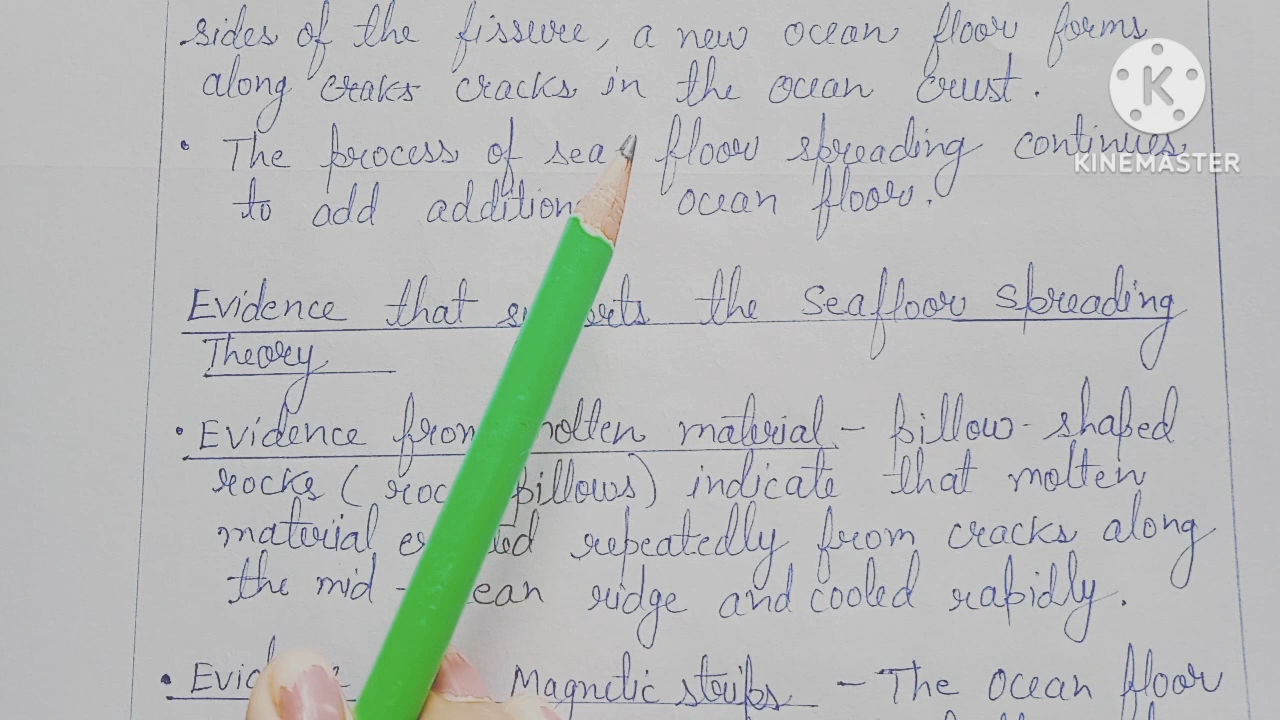 sides of the fissure, a new ocean floor forms
along craks cracks in the ocean crust.
K
KINEMASTER
• The process of sea floor spreading continues
to add addition ocean floor.
Evidence that the Seafloor spreading
Theory
• Evidence from molten material - pillow-shaped
rocks ( pillows) indicate that molten
material repeatedly from cracks along
the mid - ridge and cooled rapidly.
• Magnetic strips - The ocean floor